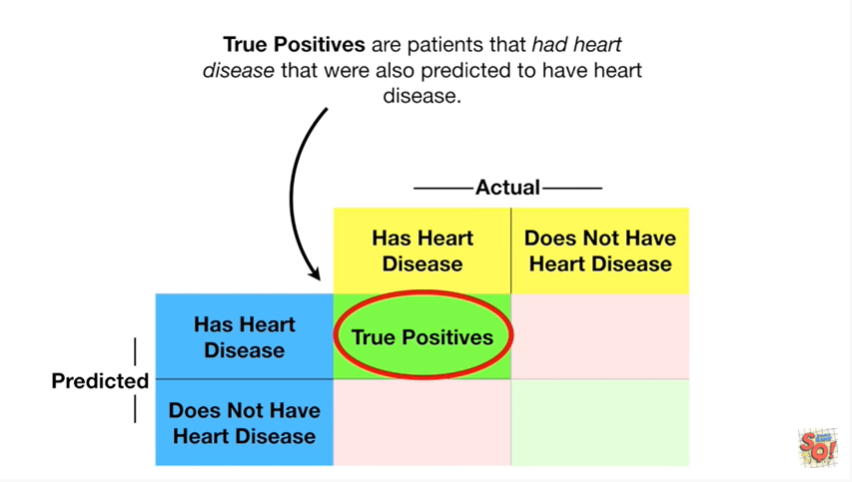 True Positives are patients that had heart
disease that were also predicted to have heart
disease.
Actual
Has Heart
Disease
Does Not Have
Heart Disease
Predicted
Has Heart
Disease
True Positives
Does Not Have
Heart Disease
SQ!